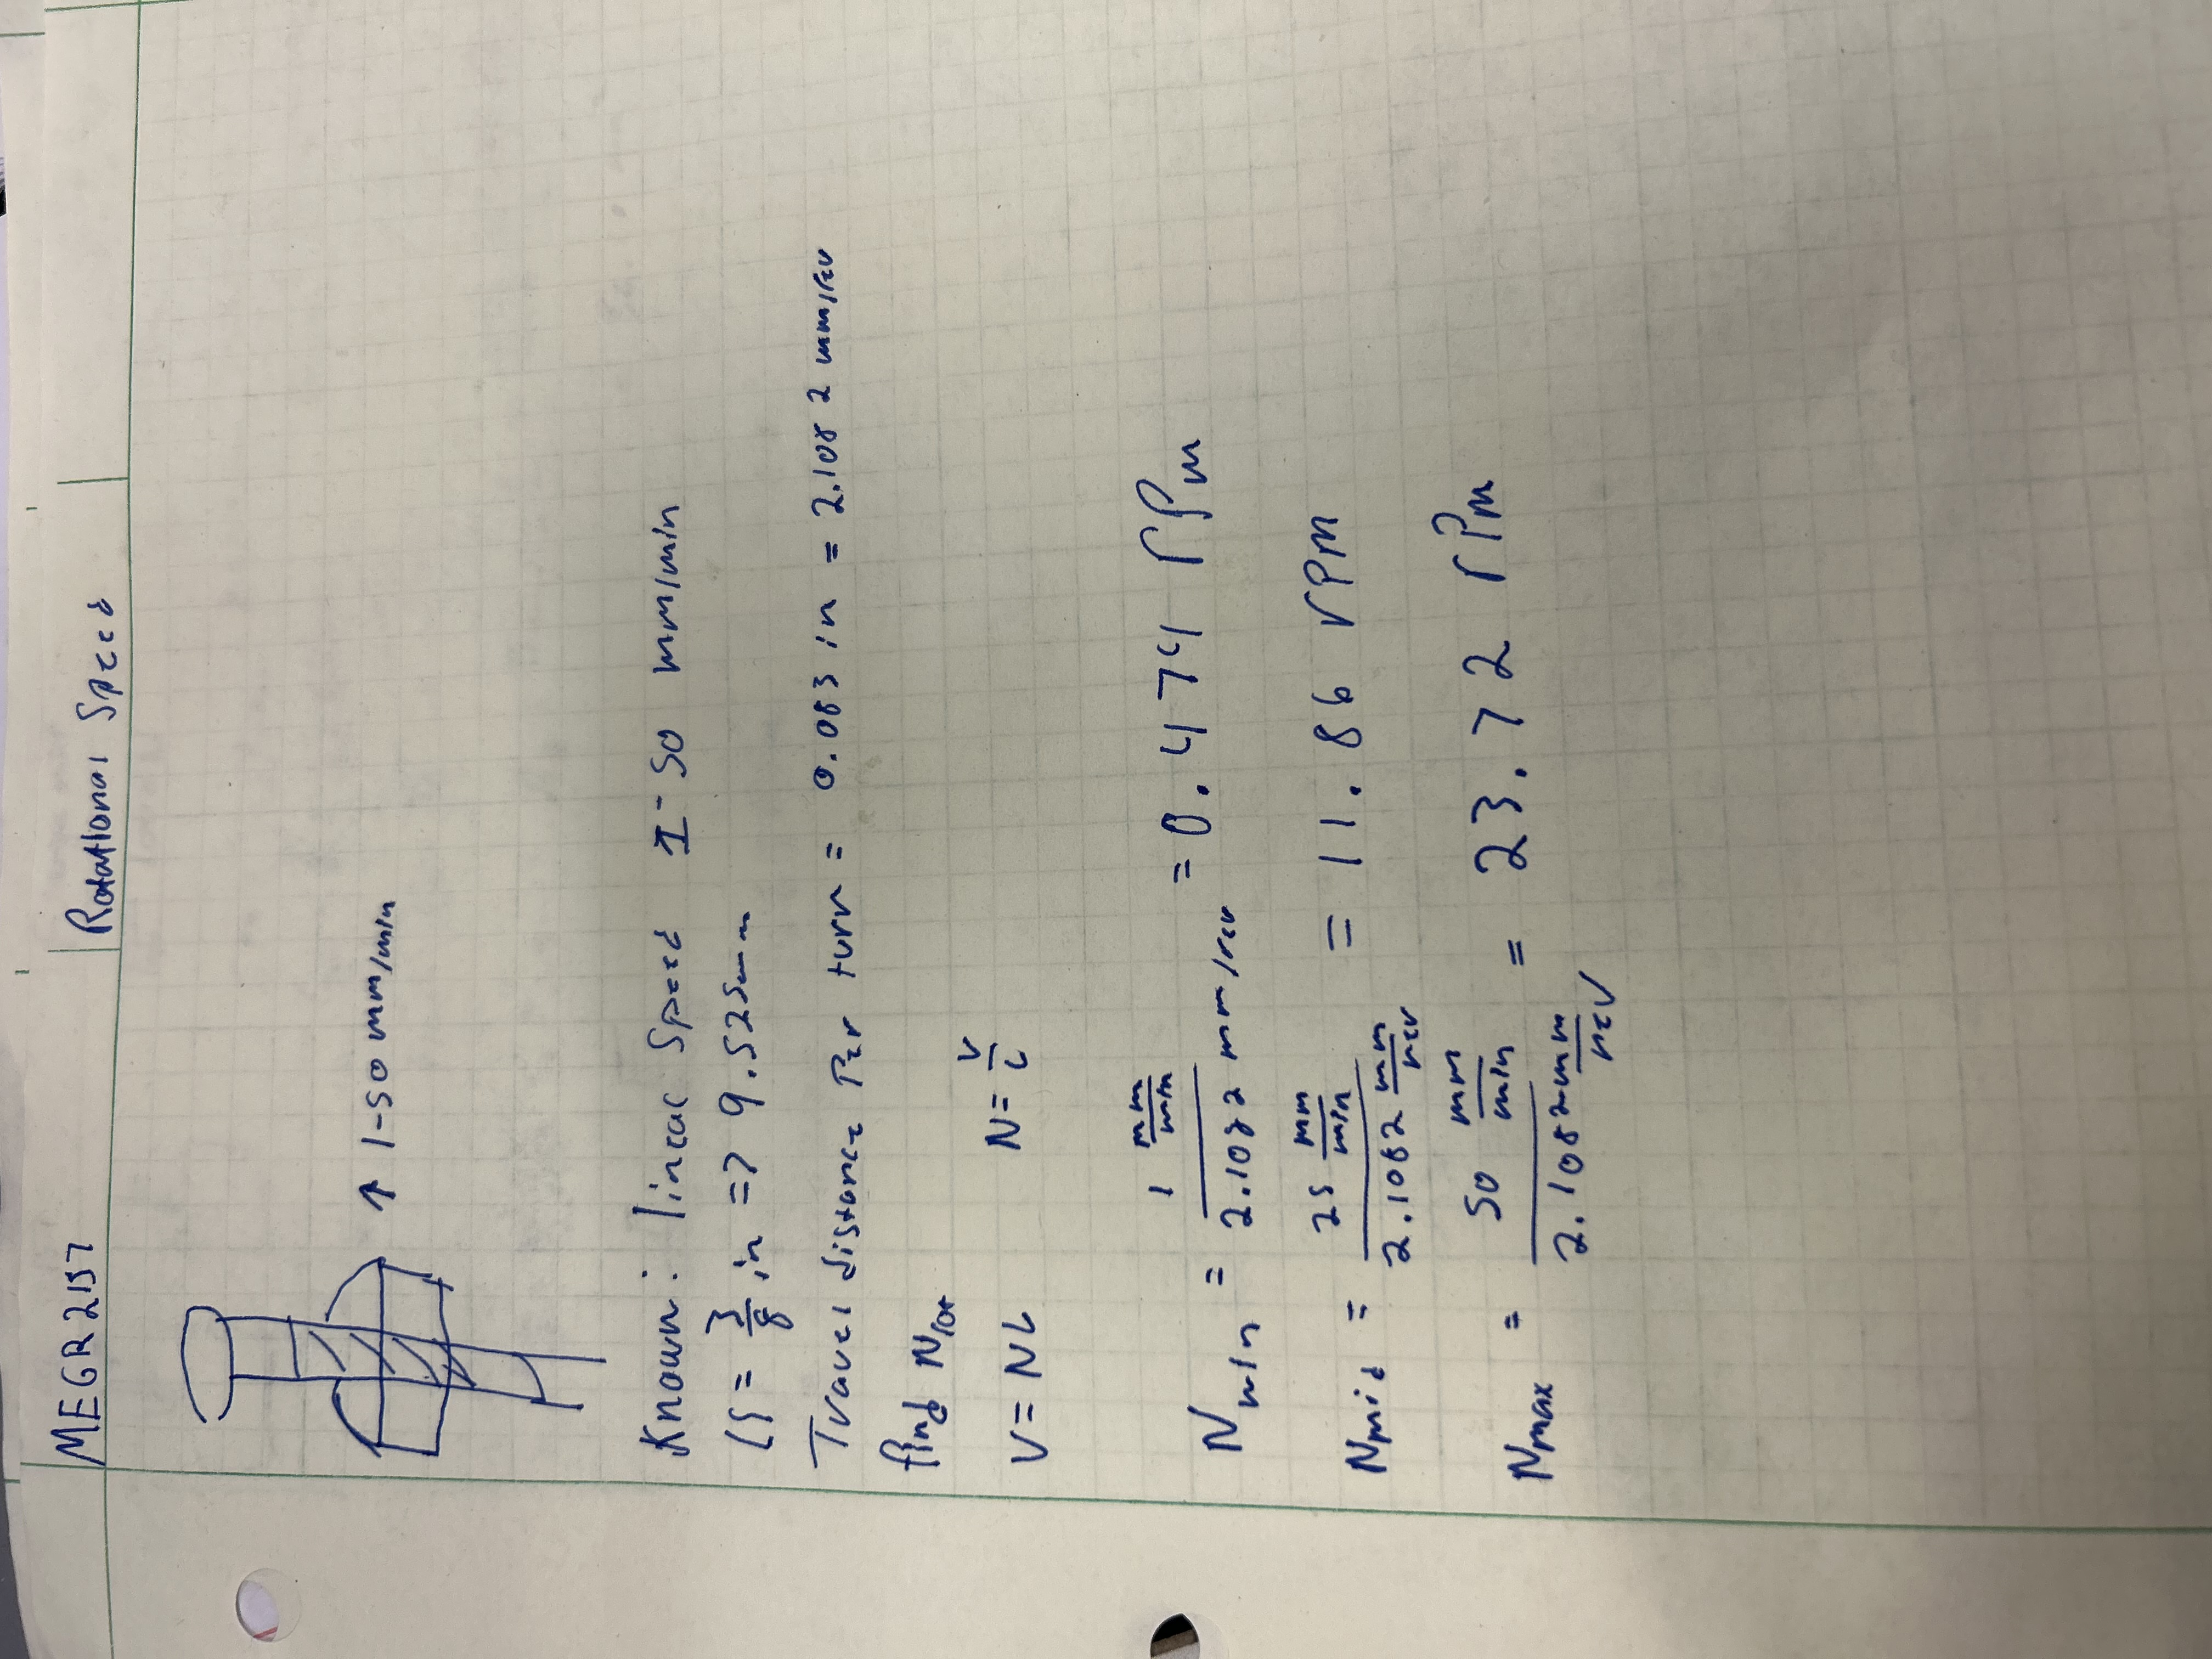 MEGR 2157
Rotational Speed
↑ 1-50 mm/min
Known: linear Speed 1-50 mm/min
LS = 3/8 in => 9.525mm
Travel distance Per turn = 0.083 in = 2.1082 mm/rev
find Nrot
V = NL N = V/L
Nmin = 1 mm/min / 2.1082 mm/rev = 0.474 rpm
Nmid = 25 mm/min / 2.1082 mm/rev = 11.86 rpm
Nmax = 50 mm/min / 2.1082 mm/rev = 23.72 rpm